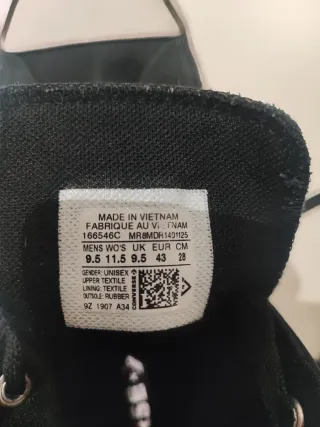 MADE IN VIETNAM
FABRIQUE AU VIETNAM
166546C MR8MDH1401125
MENS WO'S UK EUR CM
9.5 11.5 9.5 43 28
GENDER: UNISEX
UPPER: TEXTILE
LINING: TEXTILE
OUTSOLE: RUBBER
9Z 1907 A34
CONVERSE